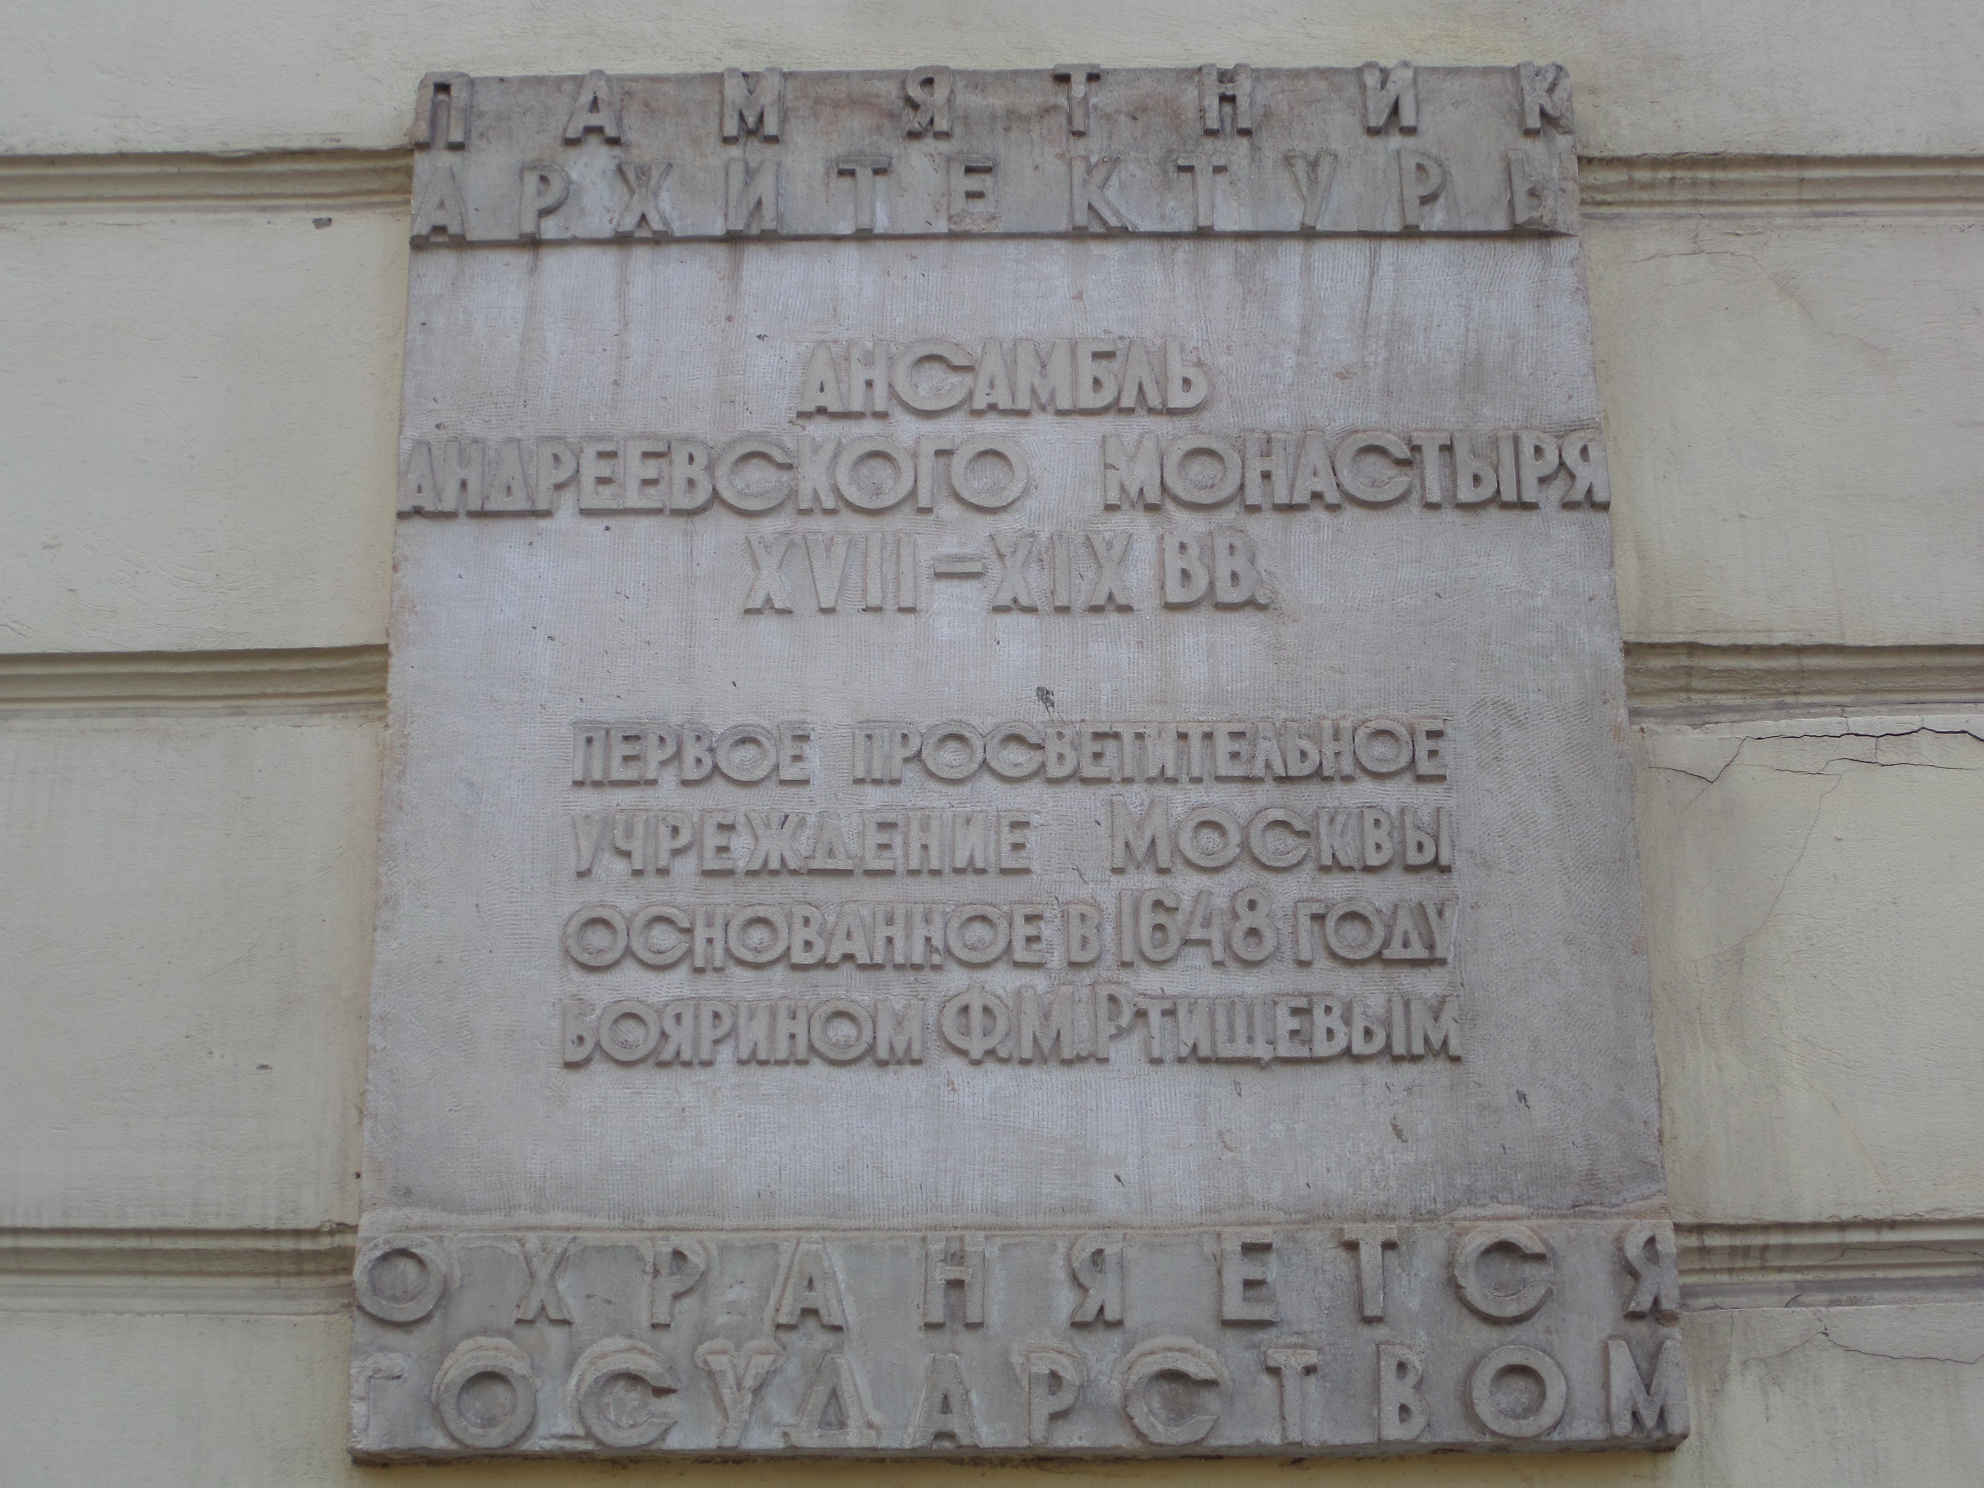 ПАМЯТНИК
АРХИТЕКТУРЫ
АНСАМБЛЬ
АНДРЕЕВСКОГО МОНАСТЫРЯ
XVII–XIX ВВ.
ПЕРВОЕ ПРОСВЕТИТЕЛЬНОЕ
УЧРЕЖДЕНИЕ МОСКВЫ
ОСНОВАННОЕ В 1648 ГОДУ
БОЯРИНОМ Ф.М.РТИЩЕВЫМ
ОХРАНЯЕТСЯ
ГОСУДАРСТВОМ